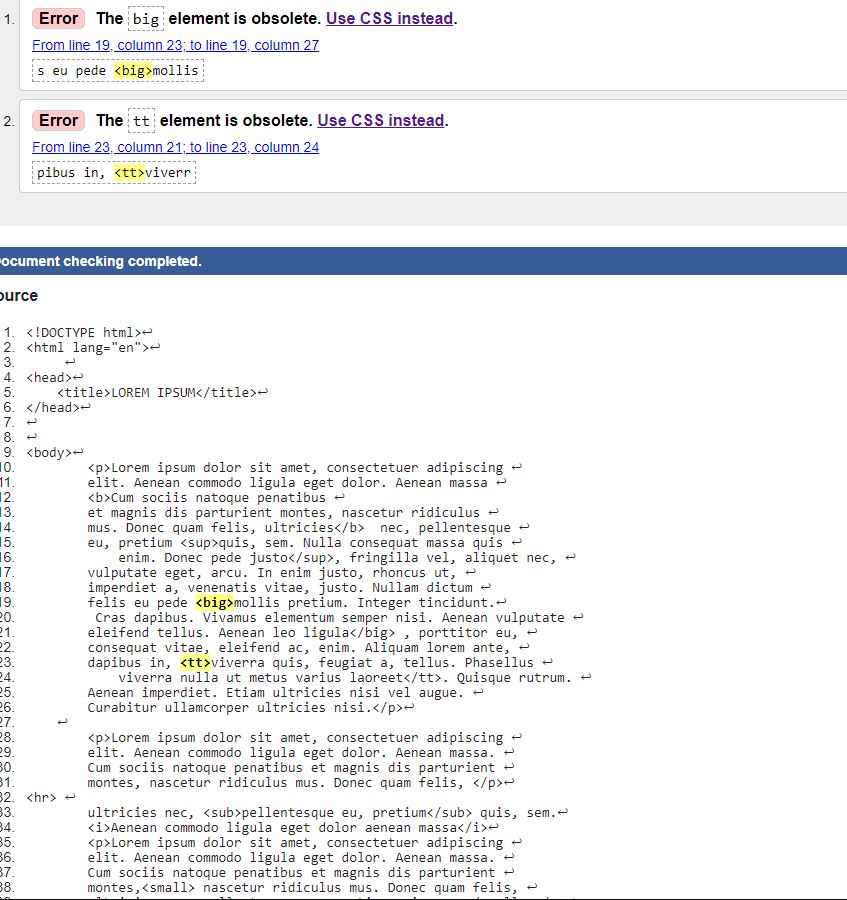 1. Error The big element is obsolete. Use CSS instead.
From line 19, column 23; to line 19, column 27
s eu pede <big>mollis
2. Error The tt element is obsolete. Use CSS instead.
From line 23, column 21; to line 23, column 24
pibus in, <tt>viverr
ocument checking completed.
ource
1. <!DOCTYPE html>↩
2. <html lang="en">↩
3. ↩
4. <head>↩
5. <title>LOREM IPSUM</title>↩
6. </head>↩
7. ↩
8. ↩
9. <body>↩
10. <p>Lorem ipsum dolor sit amet, consectetuer adipiscing ↩
11. elit. Aenean commodo ligula eget dolor. Aenean massa ↩
12. <b>Cum sociis natoque penatibus ↩
13. et magnis dis parturient montes, nascetur ridiculus ↩
14. mus. Donec quam felis, ultricies</b> nec, pellentesque ↩
15. eu, pretium <sup>quis, sem. Nulla consequat massa quis ↩
16. enim. Donec pede justo</sup>, fringilla vel, aliquet nec, ↩
17. vulputate eget, arcu. In enim justo, rhoncus ut, ↩
18. imperdiet a, venenatis vitae, justo. Nullam dictum ↩
19. felis eu pede <big>mollis pretium. Integer tincidunt.↩
20. Cras dapibus. Vivamus elementum semper nisi. Aenean vulputate ↩
21. eleifend tellus. Aenean leo ligula</big> , porttitor eu, ↩
22. consequat vitae, eleifend ac, enim. Aliquam lorem ante, ↩
23. dapibus in, <tt>viverra quis, feugiat a, tellus. Phasellus ↩
24. viverra nulla ut metus varius laoreet</tt>. Quisque rutrum. ↩
25. Aenean imperdiet. Etiam ultricies nisi vel augue. ↩
26. Curabitur ullamcorper ultricies nisi.</p>↩
27. ↩
28. <p>Lorem ipsum dolor sit amet, consectetuer adipiscing ↩
29. elit. Aenean commodo ligula eget dolor. Aenean massa. ↩
30. Cum sociis natoque penatibus et magnis dis parturient ↩
31. montes, nascetur ridiculus mus. Donec quam felis, </p>↩
32. <hr> ↩
33. ultricies nec, <sub>pellentesque eu, pretium</sub> quis, sem.↩
34. <i>Aenean commodo ligula eget dolor aenean massa</i>↩
35. <p>Lorem ipsum dolor sit amet, consectetuer adipiscing ↩
36. elit. Aenean commodo ligula eget dolor. Aenean massa. ↩
37. Cum sociis natoque penatibus et magnis dis parturient ↩
38. montes,<small> nascetur ridiculus mus. Donec quam felis, ↩